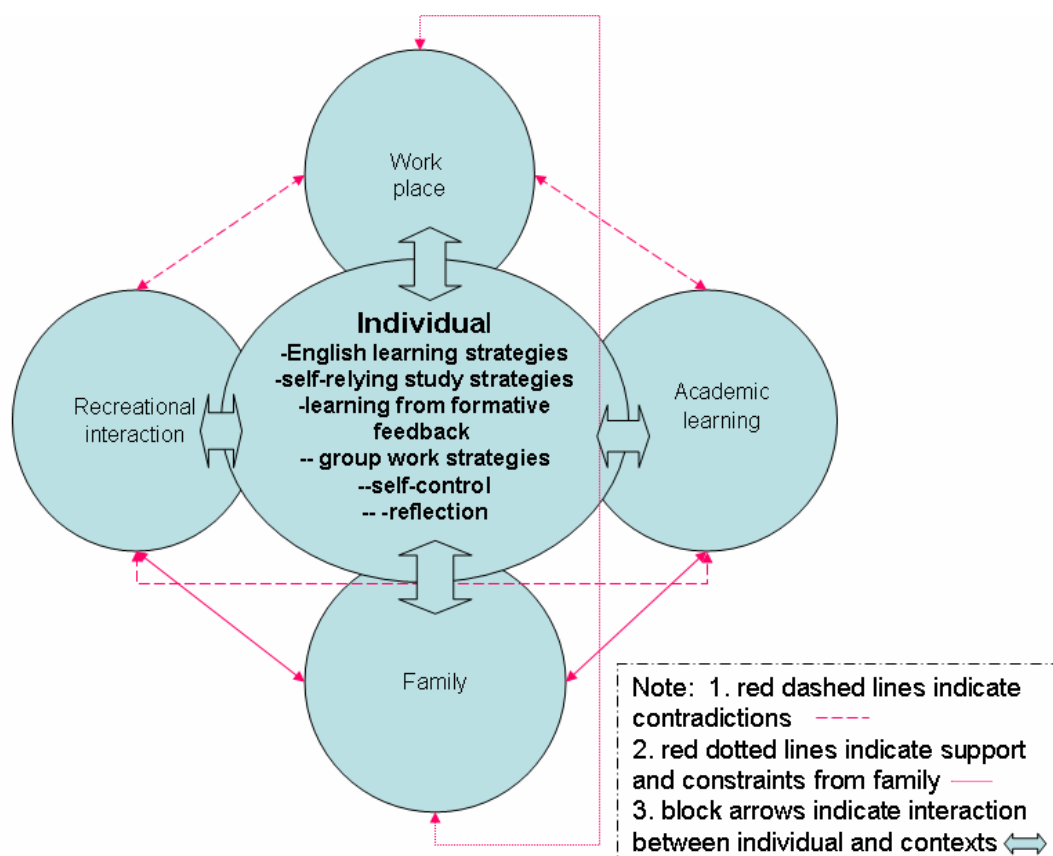 Work
place
Individual
-English learning strategies
-self-relying study strategies
-learning from formative
feedback
-- group work strategies
--self-control
-- -reflection
Recreational
interaction
Academic
learning
Family
Note: 1. red dashed lines indicate
contradictions
2. red dotted lines indicate support
and constraints from family
3. block arrows indicate interaction
between individual and contexts